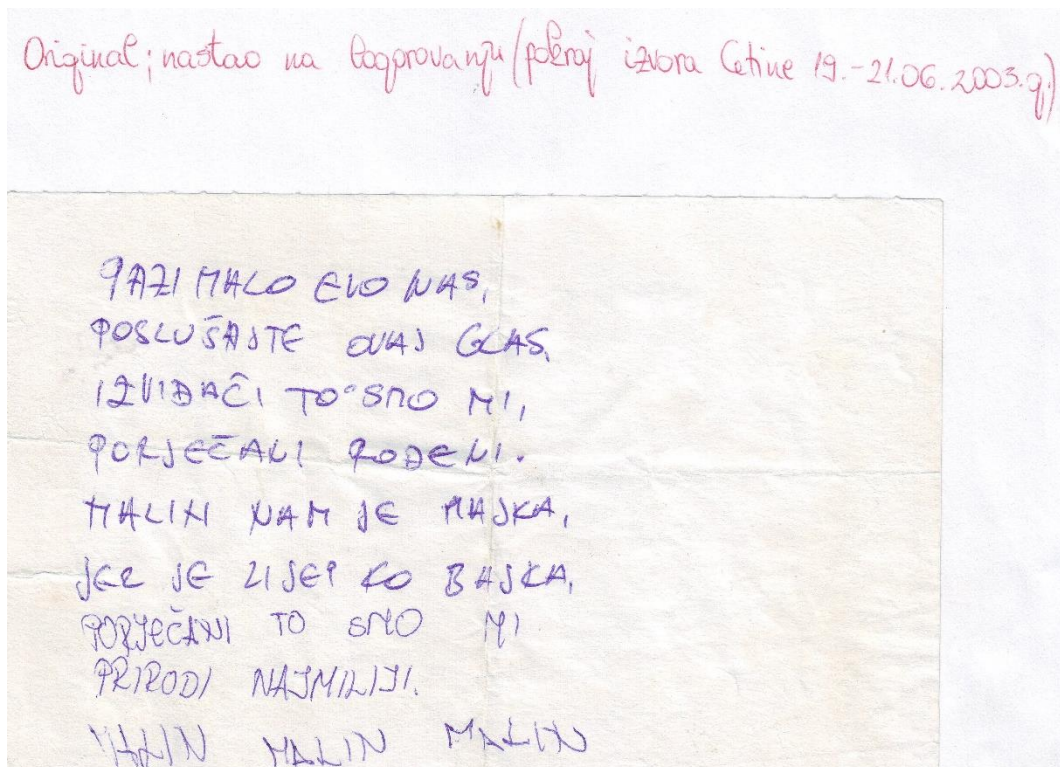 Original; nastao na logorovanju (pokraj izvora Cetine 19.-21.06.2003.g.)
PAZI MALO EVO NAS,
POSLUŠAJTE OVAJ GLAS.
IZVIĐAČI TO SMO MI,
PORJEČANI ROĐENI.
MALIN NAM JE MAJKA,
JER JE LIJEP KO BAJKA,
PORJEČANI TO SMO MI
PRIRODI NAJMILIJI.
MALIN MALIN MALIN